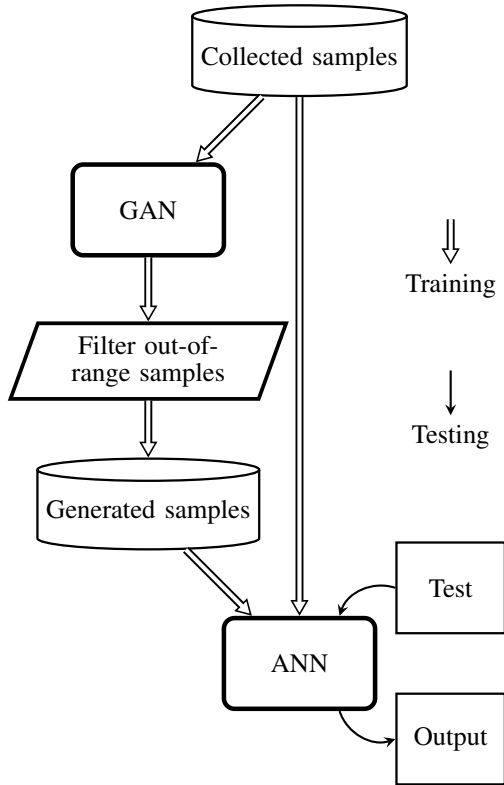 Collected samples
GAN
Training
Filter out-of-
range samples
Testing
Generated samples
Test
ANN
Output